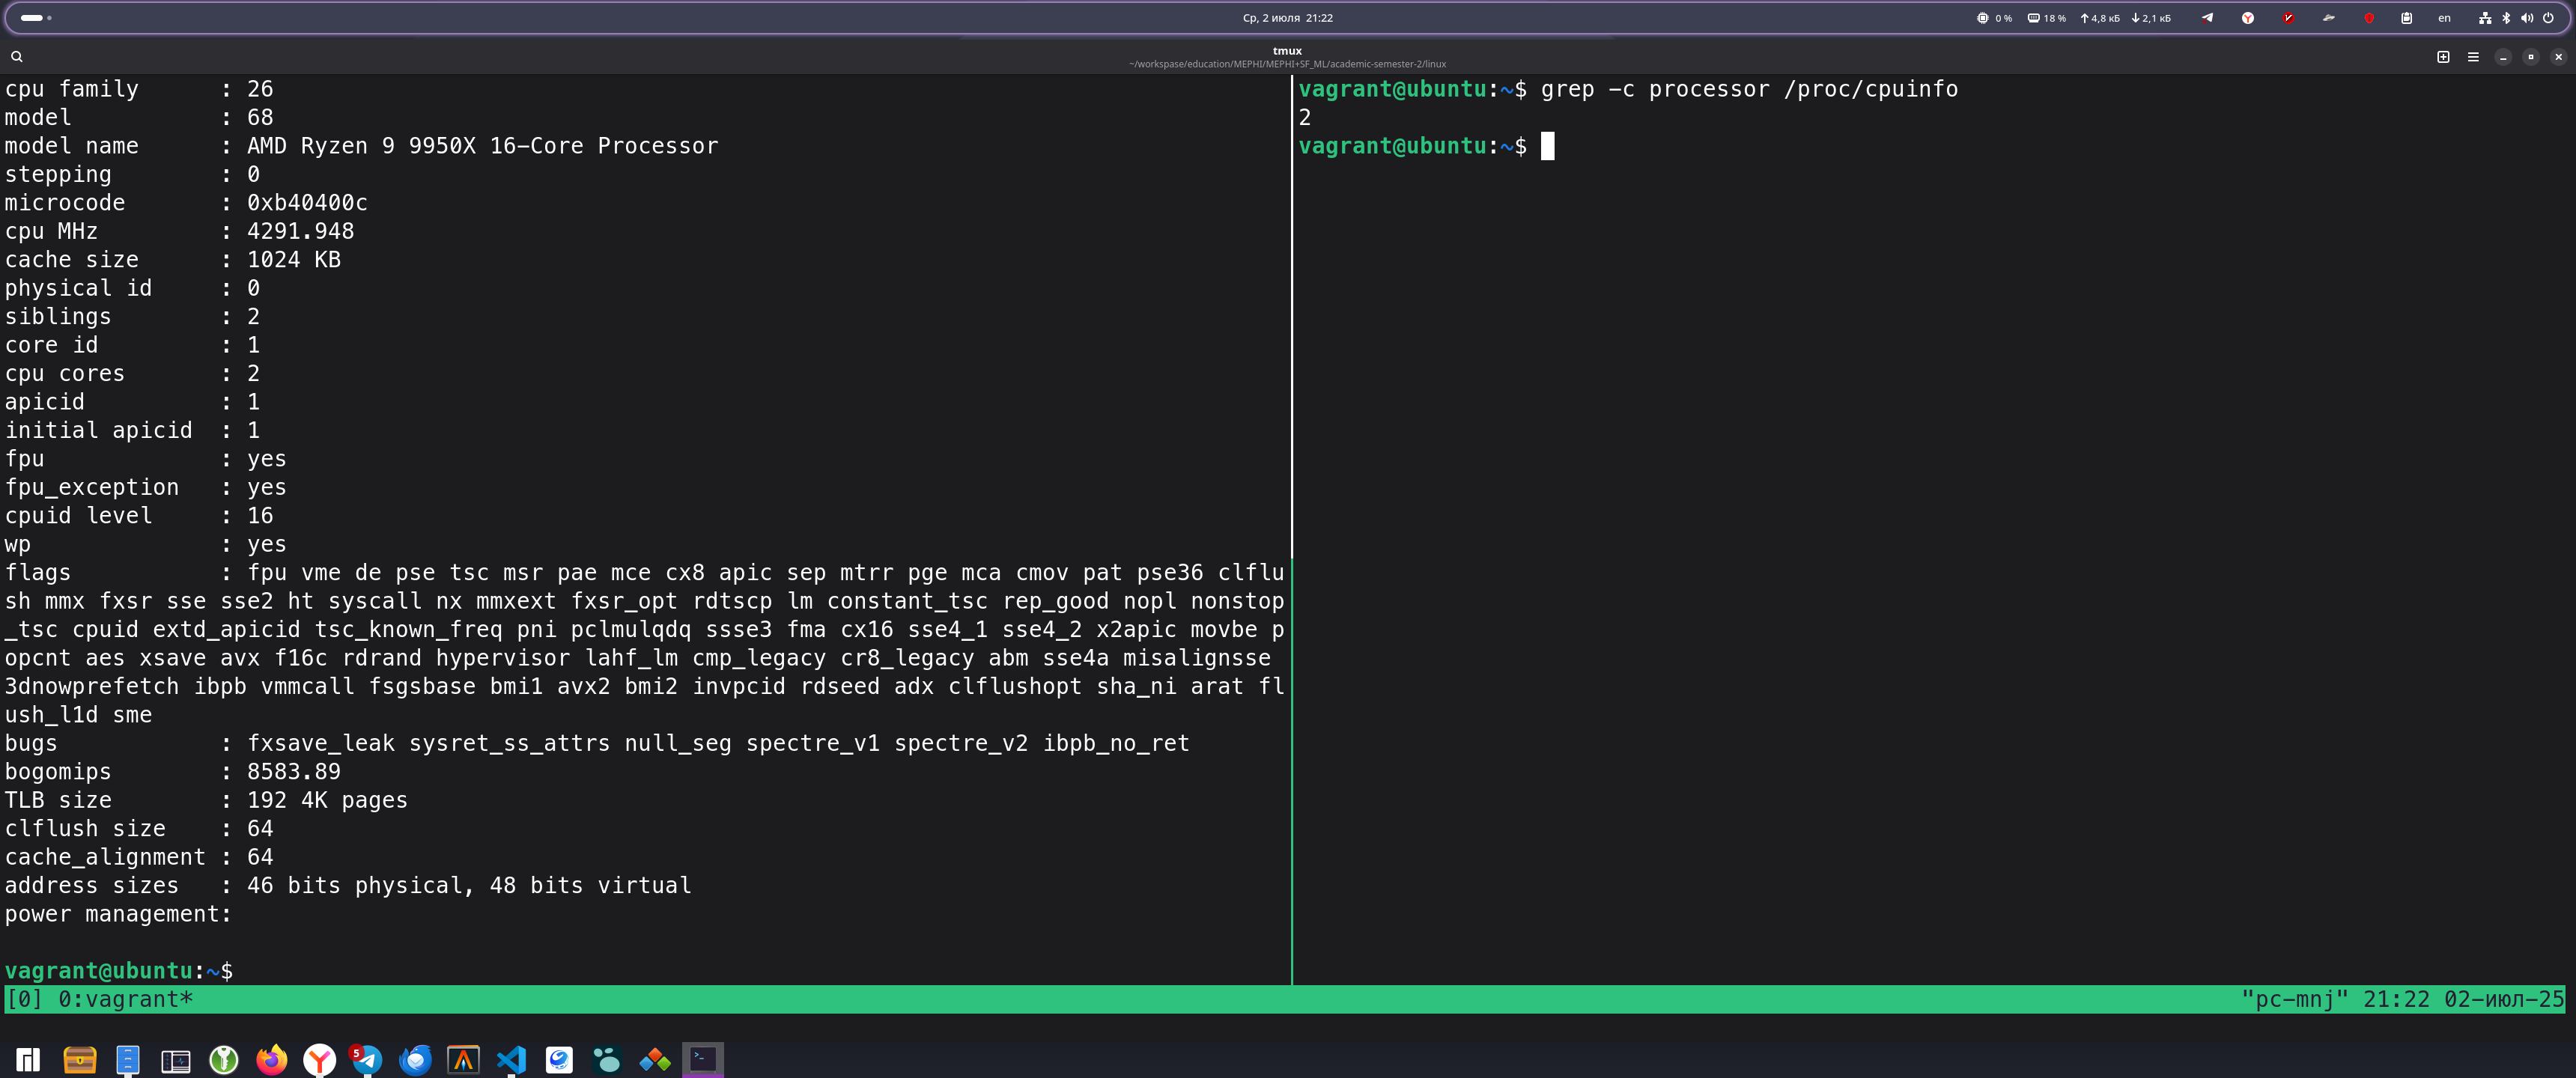 Ср, 2 июля 21:22
0 %
18 %
4,8 кБ
2,1 кБ
en
tmux
~/workspase/education/MEPHI/MEPHI+SF_ML/academic-semester-2/linux
cpu family      : 26
model           : 68
model name      : AMD Ryzen 9 9950X 16-Core Processor
stepping        : 0
microcode       : 0xb40400c
cpu MHz         : 4291.948
cache size      : 1024 KB
physical id     : 0
siblings        : 2
core id         : 1
cpu cores       : 2
apicid          : 1
initial apicid  : 1
fpu             : yes
fpu_exception   : yes
cpuid level     : 16
wp              : yes
flags           : fpu vme de pse tsc msr pae mce cx8 apic sep mtrr pge mca cmov pat pse36 clflu
sh mmx fxsr sse sse2 ht syscall nx mmxext fxsr_opt rdtscp lm constant_tsc rep_good nopl nonstop
_tsc cpuid extd_apicid tsc_known_freq pni pclmulqdq ssse3 fma cx16 sse4_1 sse4_2 x2apic movbe p
opcnt aes xsave avx f16c rdrand hypervisor lahf_lm cmp_legacy cr8_legacy abm sse4a misalignsse
3dnowprefetch ibpb vmmcall fsgsbase bmi1 avx2 bmi2 invpcid rdseed adx clflushopt sha_ni arat fl
ush_l1d sme
bugs            : fxsave_leak sysret_ss_attrs null_seg spectre_v1 spectre_v2 ibpb_no_ret
bogomips        : 8583.89
TLB size        : 192 4K pages
clflush size    : 64
cache_alignment : 64
address sizes   : 46 bits physical, 48 bits virtual
power management:
vagrant@ubuntu:~$
vagrant@ubuntu:~$ grep -c processor /proc/cpuinfo
2
vagrant@ubuntu:~$
[0] 0:vagrant*
"pc-mnj" 21:22 02-июл-25
5